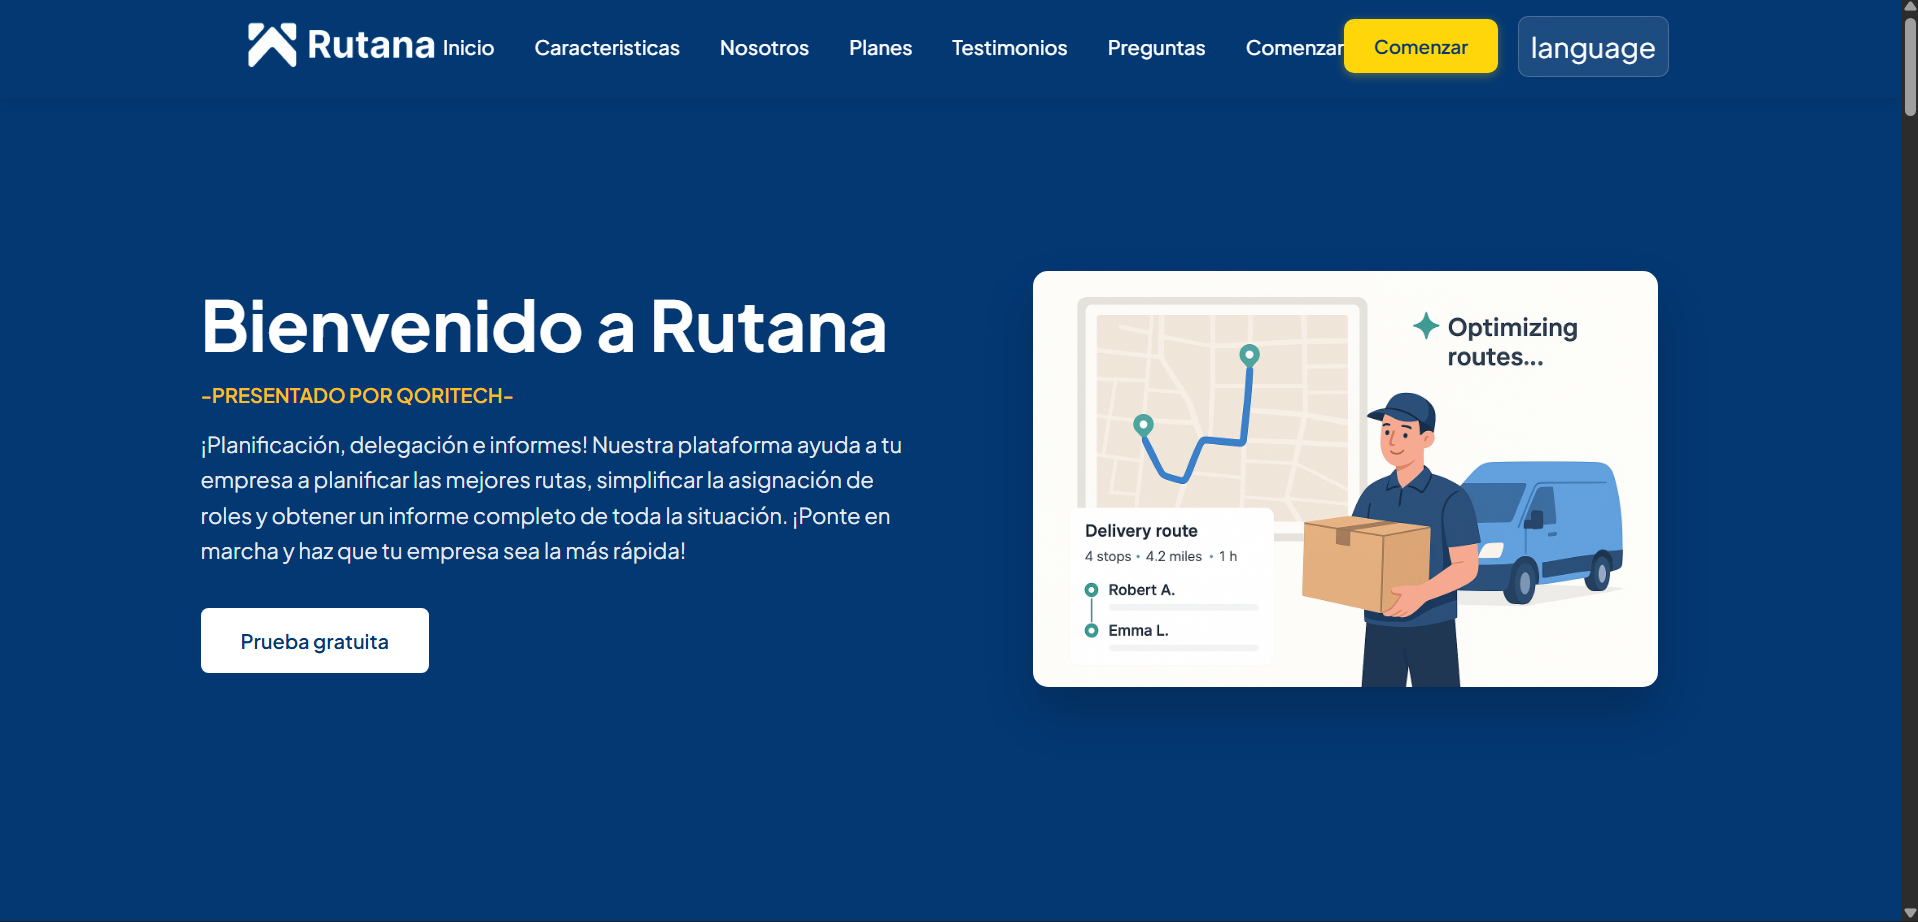 Rutana Inicio Caracteristicas Nosotros Planes Testimonios Preguntas Comenzar Comenzar language
Bienvenido a Rutana
-PRESENTADO POR QORITECH-
¡Planificación, delegación e informes! Nuestra plataforma ayuda a tu
empresa a planificar las mejores rutas, simplificar la asignación de
roles y obtener un informe completo de toda la situación. ¡Ponte en
marcha y haz que tu empresa sea la más rápida!
Prueba gratuita
Optimizing
routes...
Delivery route
4 stops • 4.2 miles • 1 h
Robert A.
Emma L.